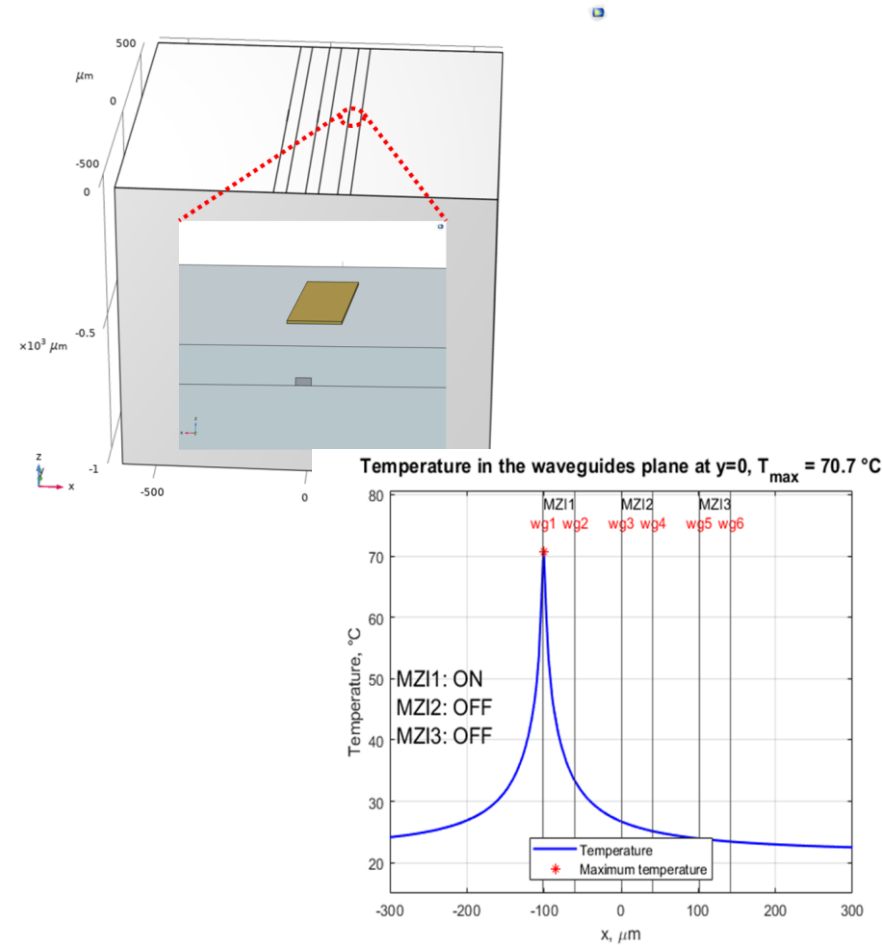 500
μm
0
-500
0
-0.5
×10³ μm
-1
-500
0
z
y
x
Temperature in the waveguides plane at y=0, Tmax = 70.7 °C
80
70
60
50
40
30
20
Temperature, °C
MZI1 MZI2 MZI3
wg1 wg2 wg3 wg4 wg5 wg6
MZI1: ON
MZI2: OFF
MZI3: OFF
Temperature
Maximum temperature
-300 -200 -100 0 100 200 300
x, μm